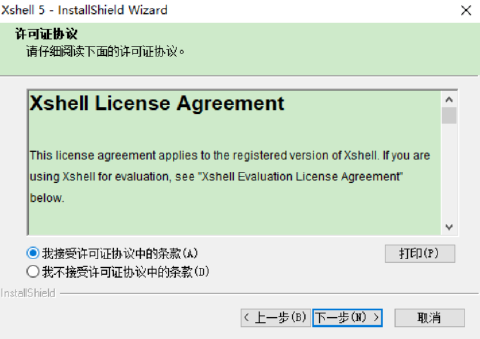 Xshell 5 - InstallShield Wizard
许可证协议
请仔细阅读下面的许可证协议。
Xshell License Agreement
This license agreement applies to the registered version of Xshell. If you are
using Xshell for evaluation, see "Xshell Evaluation License Agreement"
below.
我接受许可证协议中的条款(A)
打印(P)
我不接受许可证协议中的条款(D)
InstallShield
< 上一步(B)
下一步(N) >
取消